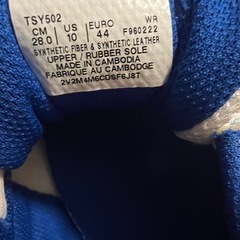 TSY502
CM US EURO WR
28.0 10 44 F960222
SYNTHETIC FIBER & SYNTHETIC LEATHER
UPPER / RUBBER SOLE
MADE IN CAMBODIA
FABRIQUE AU CAMBODGE
2V2M4M6CDSF6J8T